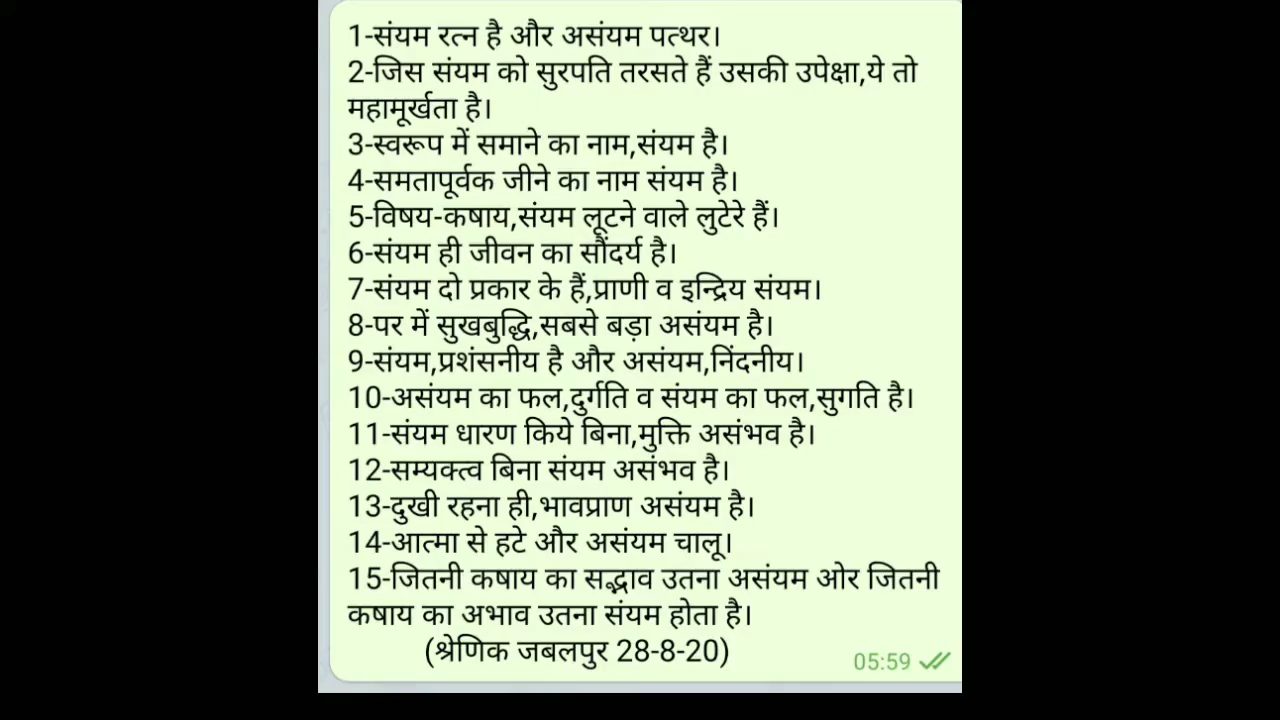 1-संयम रत्न है और असंयम पत्थर।
2-जिस संयम को सुरपति तरसते हैं उसकी उपेक्षा,ये तो
महामूर्खता है।
3-स्वरूप में समाने का नाम,संयम है।
4-समतापूर्वक जीने का नाम संयम है।
5-विषय-कषाय,संयम लूटने वाले लुटेरे हैं।
6-संयम ही जीवन का सौंदर्य है।
7-संयम दो प्रकार के हैं,प्राणी व इन्द्रिय संयम।
8-पर में सुखबुद्धि,सबसे बड़ा असंयम है।
9-संयम,प्रशंसनीय है और असंयम,निंदनीय।
10-असंयम का फल,दुर्गति व संयम का फल,सुगति है।
11-संयम धारण किये बिना,मुक्ति असंभव है।
12-सम्यक्त्व बिना संयम असंभव है।
13-दुखी रहना ही,भावप्राण असंयम है।
14-आत्मा से हटे और असंयम चालू।
15-जितनी कषाय का सद्भाव उतना असंयम ओर जितनी
कषाय का अभाव उतना संयम होता है।
(श्रेणिक जबलपुर 28-8-20)
05:59